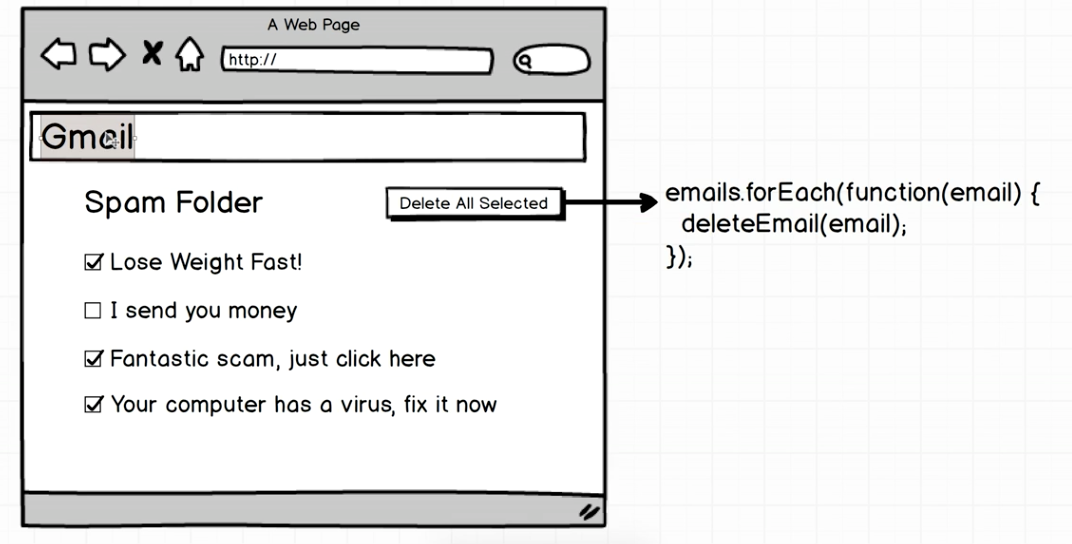 A Web Page
http://
Gmail
Spam Folder
Delete All Selected
Lose Weight Fast!
I send you money
Fantastic scam, just click here
Your computer has a virus, fix it now
emails.forEach(function(email) {
deleteEmail(email);
});